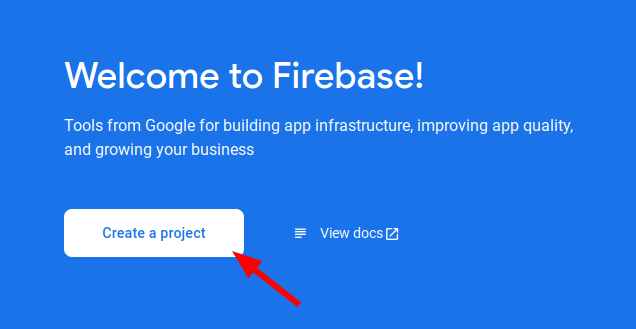 Welcome to Firebase!
Tools from Google for building app infrastructure, improving app quality,
and growing your business
Create a project
View docs